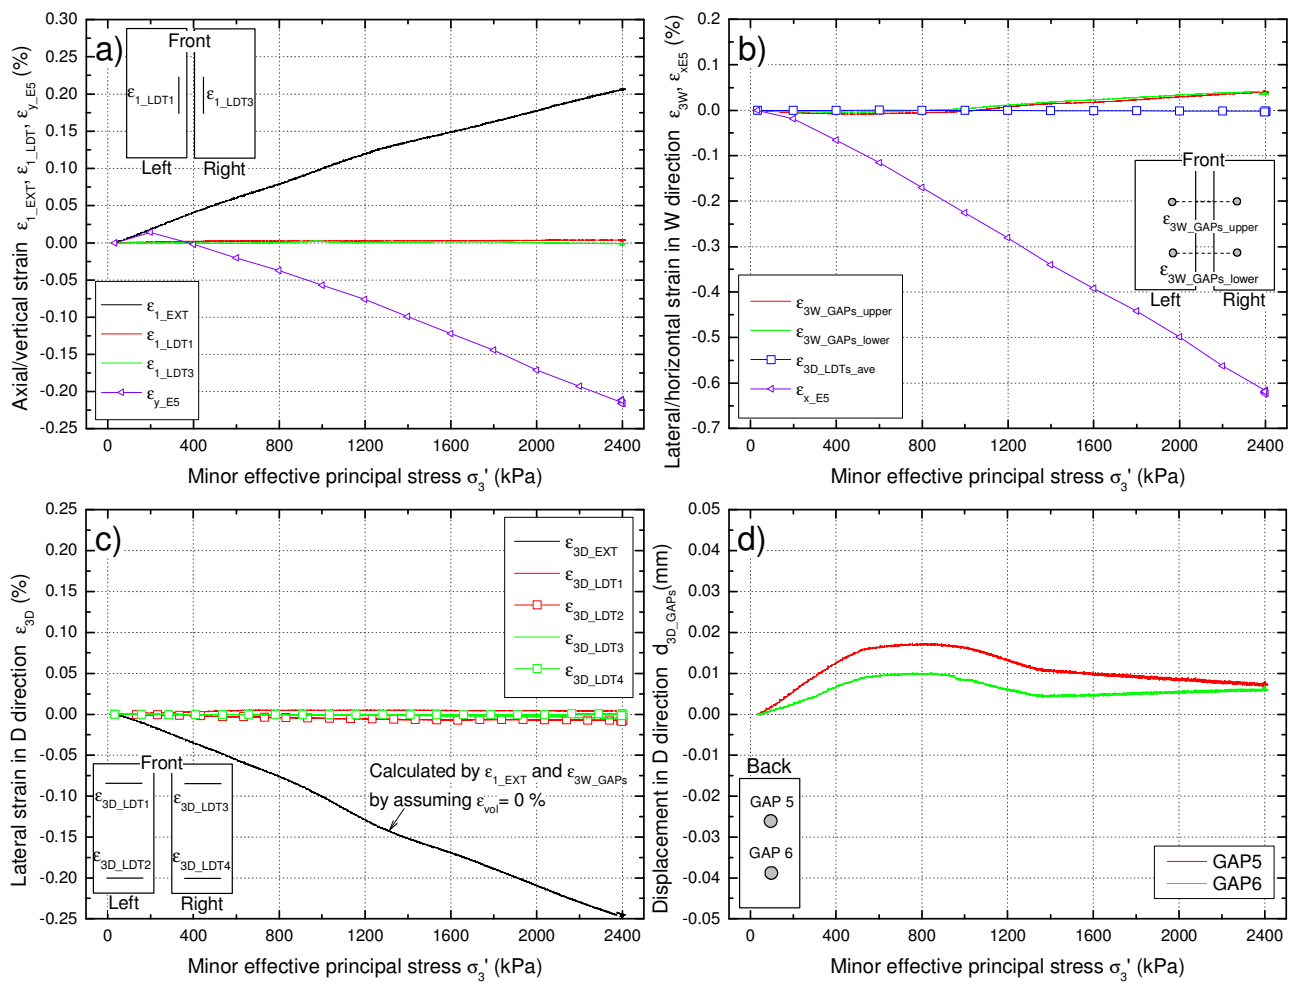 a)
Axial/vertical strain ε1_EXT, ε1_LDT, ε y_E5 (%)
0.30
0.25
0.20
0.15
0.10
0.05
0.00
-0.05
-0.10
-0.15
-0.20
-0.25
Front
ε1_LDT1
ε1_LDT3
Left
Right
ε1_EXT
ε1_LDT1
ε1_LDT3
εy_E5
0 400 800 1200 1600 2000 2400
Minor effective principal stress σ3' (kPa)
b)
Lateral/horizontal strain in W direction ε3W, εxE5 (%)
0.2
0.1
0.0
-0.1
-0.2
-0.3
-0.4
-0.5
-0.6
-0.7
Front
ε3W_GAPs_upper
ε3W_GAPs_lower
Left
Right
ε3W_GAPs_upper
ε3W_GAPs_lower
ε3D_LDTs_ave
εx_E5
0 400 800 1200 1600 2000 2400
Minor effective principal stress σ3' (kPa)
c)
Lateral strain in D direction ε3D (%)
0.25
0.20
0.15
0.10
0.05
0.00
-0.05
-0.10
-0.15
-0.20
-0.25
ε3D_EXT
ε3D_LDT1
ε3D_LDT2
ε3D_LDT3
ε3D_LDT4
Calculated by ε1_EXT and ε3W_GAPs
by assuming εvol= 0 %
Front
ε3D_LDT1
ε3D_LDT3
ε3D_LDT2
ε3D_LDT4
Left
Right
0 400 800 1200 1600 2000 2400
Minor effective principal stress σ3' (kPa)
d)
Displacement in D direction d3D_GAPs(mm)
0.05
0.04
0.03
0.02
0.01
0.00
-0.01
-0.02
-0.03
-0.04
-0.05
Back
GAP 5
GAP 6
GAP5
GAP6
0 400 800 1200 1600 2000 2400
Minor effective principal stress σ3' (kPa)